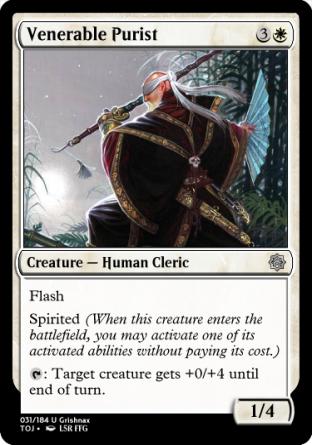 Venerable Purist 3
Creature — Human Cleric
Flash
Spirited (When this creature enters the
battlefield, you may activate one of its
activated abilities without paying its cost.)
: Target creature gets +0/+4 until
end of turn.
1/4
031/184 U Grishnax
TOJ • LSR FFG